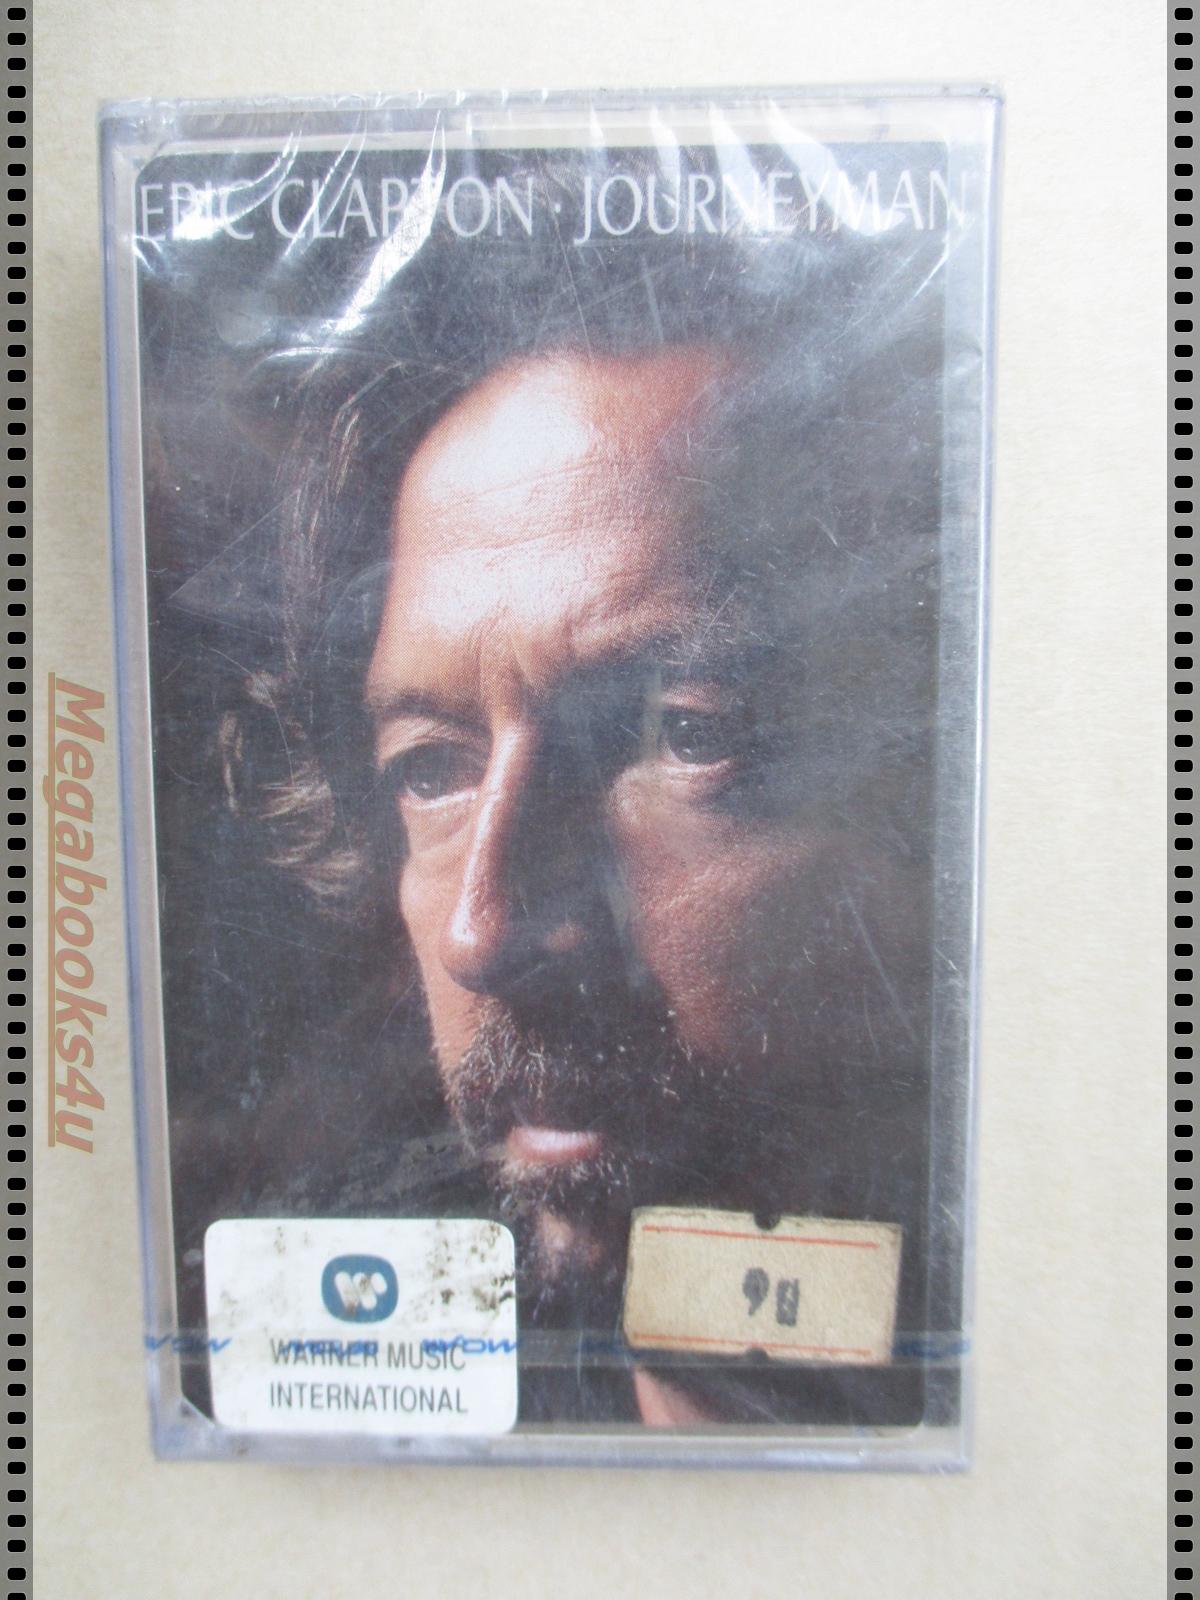 ERIC CLAPTON · JOURNEYMAN
Megabooks4u
WARNER MUSIC
INTERNATIONAL